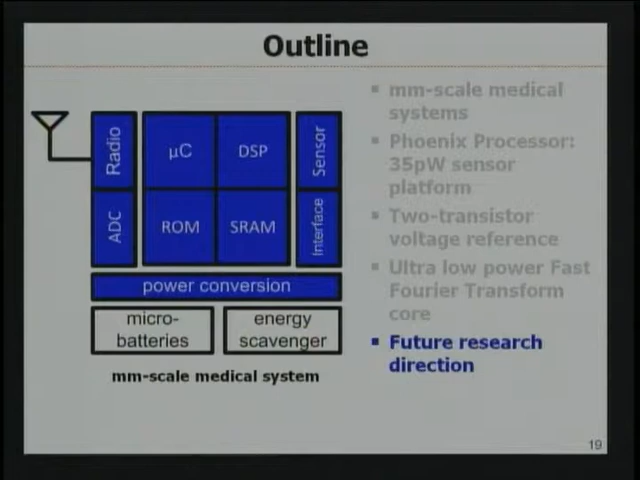 Outline
Radio
µC
DSP
Sensor
ADC
ROM
SRAM
Interface
power conversion
micro-
batteries
energy
scavenger
mm-scale medical system
▪ mm-scale medical
systems
▪ Phoenix Processor:
35pW sensor
platform
▪ Two-transistor
voltage reference
▪ Ultra low power Fast
Fourier Transform
core
▪ Future research
direction
19